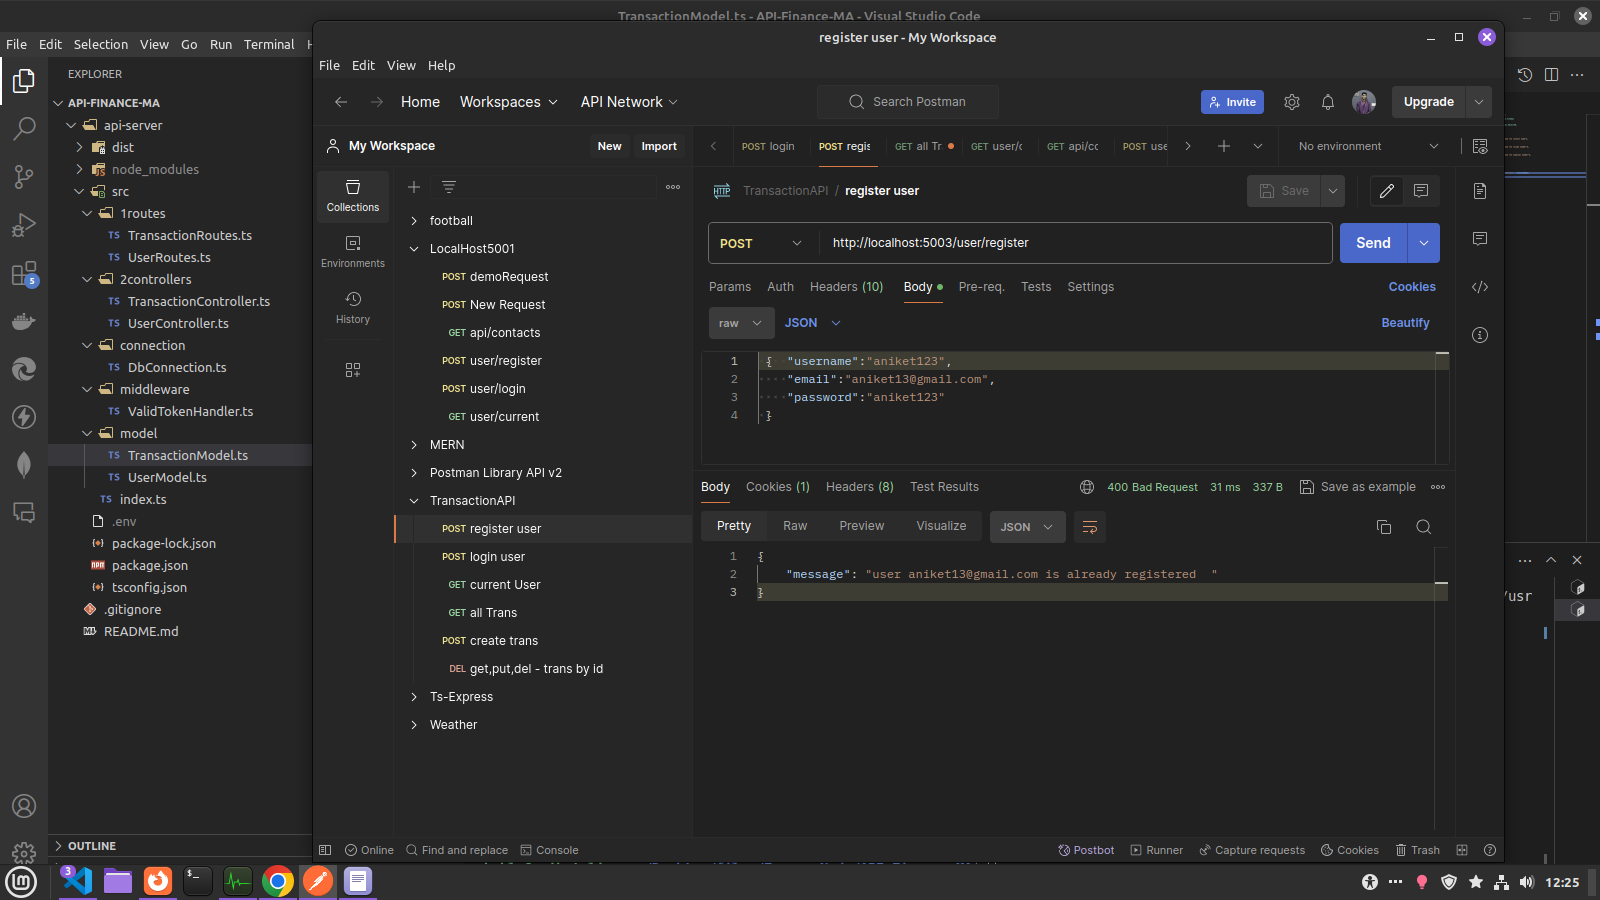 TransactionModel.ts - API-Finance-MA - Visual Studio Code
File Edit Selection View Go Run Terminal
register user - My Workspace
File Edit View Help
Home Workspaces API Network Search Postman Invite Upgrade
EXPLORER
API-FINANCE-MA
api-server
dist
node_modules
src
1routes
TS TransactionRoutes.ts
TS UserRoutes.ts
2controllers
TS TransactionController.ts
TS UserController.ts
connection
TS DbConnection.ts
middleware
TS ValidTokenHandler.ts
model
TS TransactionModel.ts
TS UserModel.ts
TS index.ts
.env
package-lock.json
package.json
tsconfig.json
.gitignore
README.md
OUTLINE
5
My Workspace New Import
Collections
Environments
History
football
LocalHost5001
POST demoRequest
POST New Request
GET api/contacts
POST user/register
POST user/login
GET user/current
MERN
Postman Library API v2
TransactionAPI
POST register user
POST login user
GET current User
GET all Trans
POST create trans
DEL get,put,del - trans by id
Ts-Express
Weather
POST login POST regis GET all Tr GET user/c GET api/cc POST use No environment
HTTP TransactionAPI / register user Save
POST http://localhost:5003/user/register Send
Params Auth Headers (10) Body Pre-req. Tests Settings Cookies
raw JSON Beautify
1 { "username":"aniket123",
2 "email":"aniket13@gmail.com",
3 "password":"aniket123"
4 }
Body Cookies (1) Headers (8) Test Results 400 Bad Request 31 ms 337 B Save as example
Pretty Raw Preview Visualize JSON
1 {
2 "message": "user aniket13@gmail.com is already registered  "
3 }
/usr
Online Find and replace Console Postbot Runner Capture requests Cookies Trash
3
12:25